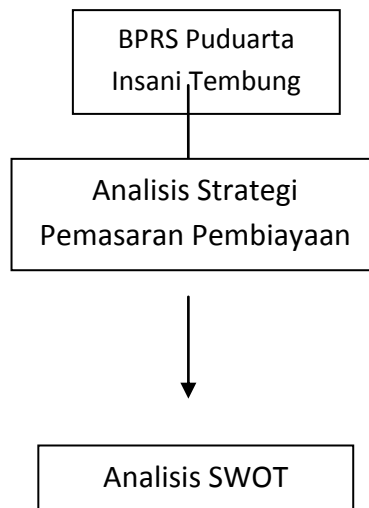 BPRS Puduarta
Insani Tembung
Analisis Strategi
Pemasaran Pembiayaan
Analisis SWOT